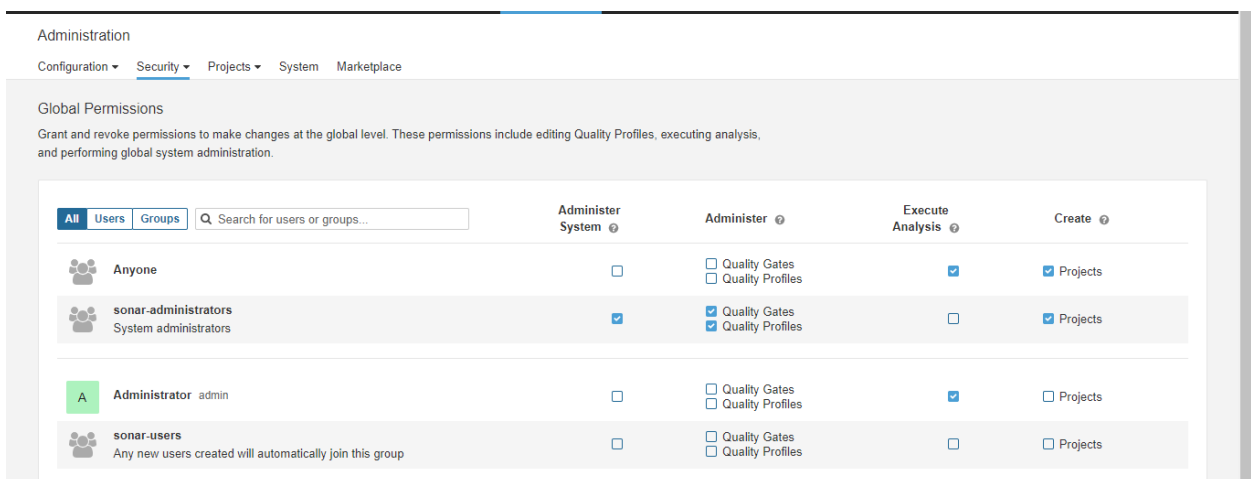 Administration
Configuration Security Projects System Marketplace
Global Permissions
Grant and revoke permissions to make changes at the global level. These permissions include editing Quality Profiles, executing analysis,
and performing global system administration.
All Users Groups Search for users or groups...
Administer System Administer Execute Analysis Create
Anyone
Quality Gates
Quality Profiles
Projects
sonar-administrators
System administrators
Quality Gates
Quality Profiles
Projects
A
Administrator admin
Quality Gates
Quality Profiles
Projects
sonar-users
Any new users created will automatically join this group
Quality Gates
Quality Profiles
Projects